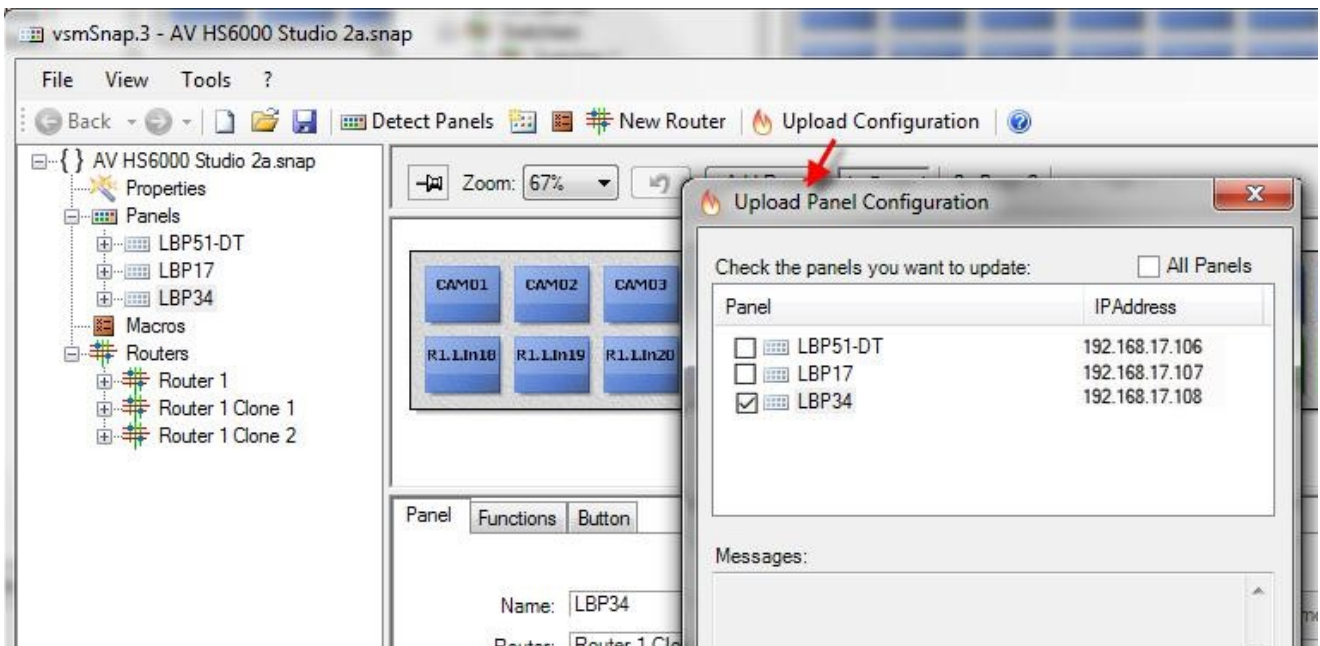 vsmSnap.3 - AV HS6000 Studio 2a.snap
File View Tools ?
Back Detect Panels New Router Upload Configuration
{ } AV HS6000 Studio 2a.snap
Properties
Panels
LBP51-DT
LBP17
LBP34
Macros
Routers
Router 1
Router 1 Clone 1
Router 1 Clone 2
Zoom: 67%
CAM01 CAM02 CAM03
R1.1.In18 R1.1.In19 R1.1.In20
Panel Functions Button
Name: LBP34
Router: Router 1 Clo
Upload Panel Configuration
Check the panels you want to update: All Panels
Panel IPAddress
LBP51-DT 192.168.17.106
LBP17 192.168.17.107
LBP34 192.168.17.108
Messages: